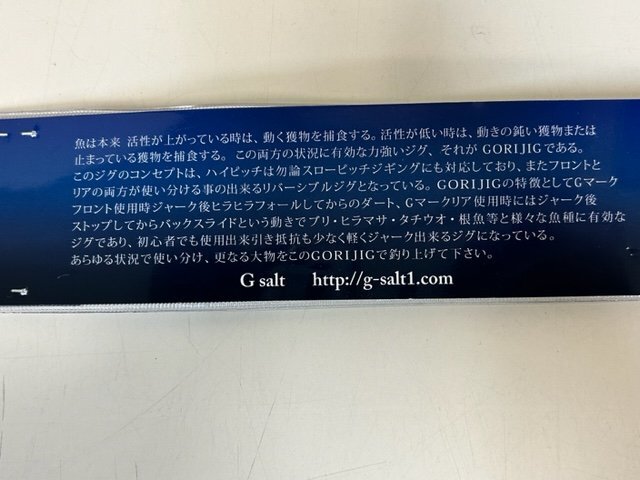 魚は本来 活性が上がっている時は、動く獲物を捕食する。活性が低い時は、動きの鈍い獲物または
止まっている獲物を捕食する。 この両方の状況に有効な力強いジグ、それが GORIJIGである。
このジグのコンセプトは、ハイピッチは勿論スローピッチジギングにも対応しており、またフロントと
リアの両方が使い分ける事の出来るリバーシブルジグとなっている。GORIJIGの特徴としてGマーク
フロント使用時ジャーク後ヒラヒラフォールしてからのダート、Gマークリア使用時にはジャーク後
ストップしてからバックスライドという動きでブリ・ヒラマサ・タチウオ・根魚等と様々な魚種に有効な
ジグであり、初心者でも使用出来引き抵抗も少なく軽くジャーク出来るジグになっている。
あらゆる状況で使い分け、更なる大物をこのGORIJIGで釣り上げて下さい。
G salt http://g-salt1.com